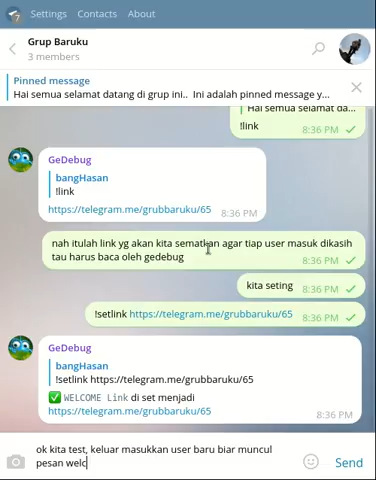 7 Settings Contacts About
Grup Baruku
3 members
Pinned message
Hai semua selamat datang di grup ini.. Ini adalah pinned message y...
Hai semua selamat da...
!link
8:36 PM
GeDebug
bangHasan
!link
https://telegram.me/grubbaruku/65 8:36 PM
nah itulah link yg akan kita sematkan agar tiap user masuk dikasih
tau harus baca oleh gedebug
8:36 PM
kita seting 8:36 PM
!setlink https://telegram.me/grubbaruku/65 8:36 PM
GeDebug
bangHasan
!setlink https://telegram.me/grubbaruku/65
✅ WELCOME Link di set menjadi
https://telegram.me/grubbaruku/65
8:36 PM
ok kita test, keluar masukkan user baru biar muncul
pesan welc
Send